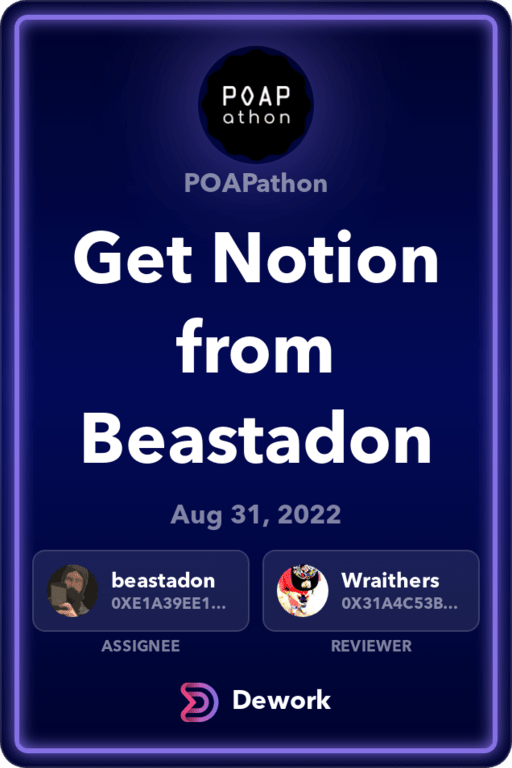 POAP
athon
POAPathon
Get Notion
from
Beastadon
Aug 31, 2022
beastadon
0XE1A39EE1...
Wraithers
0X31A4C53B...
ASSIGNEE
REVIEWER
Dework